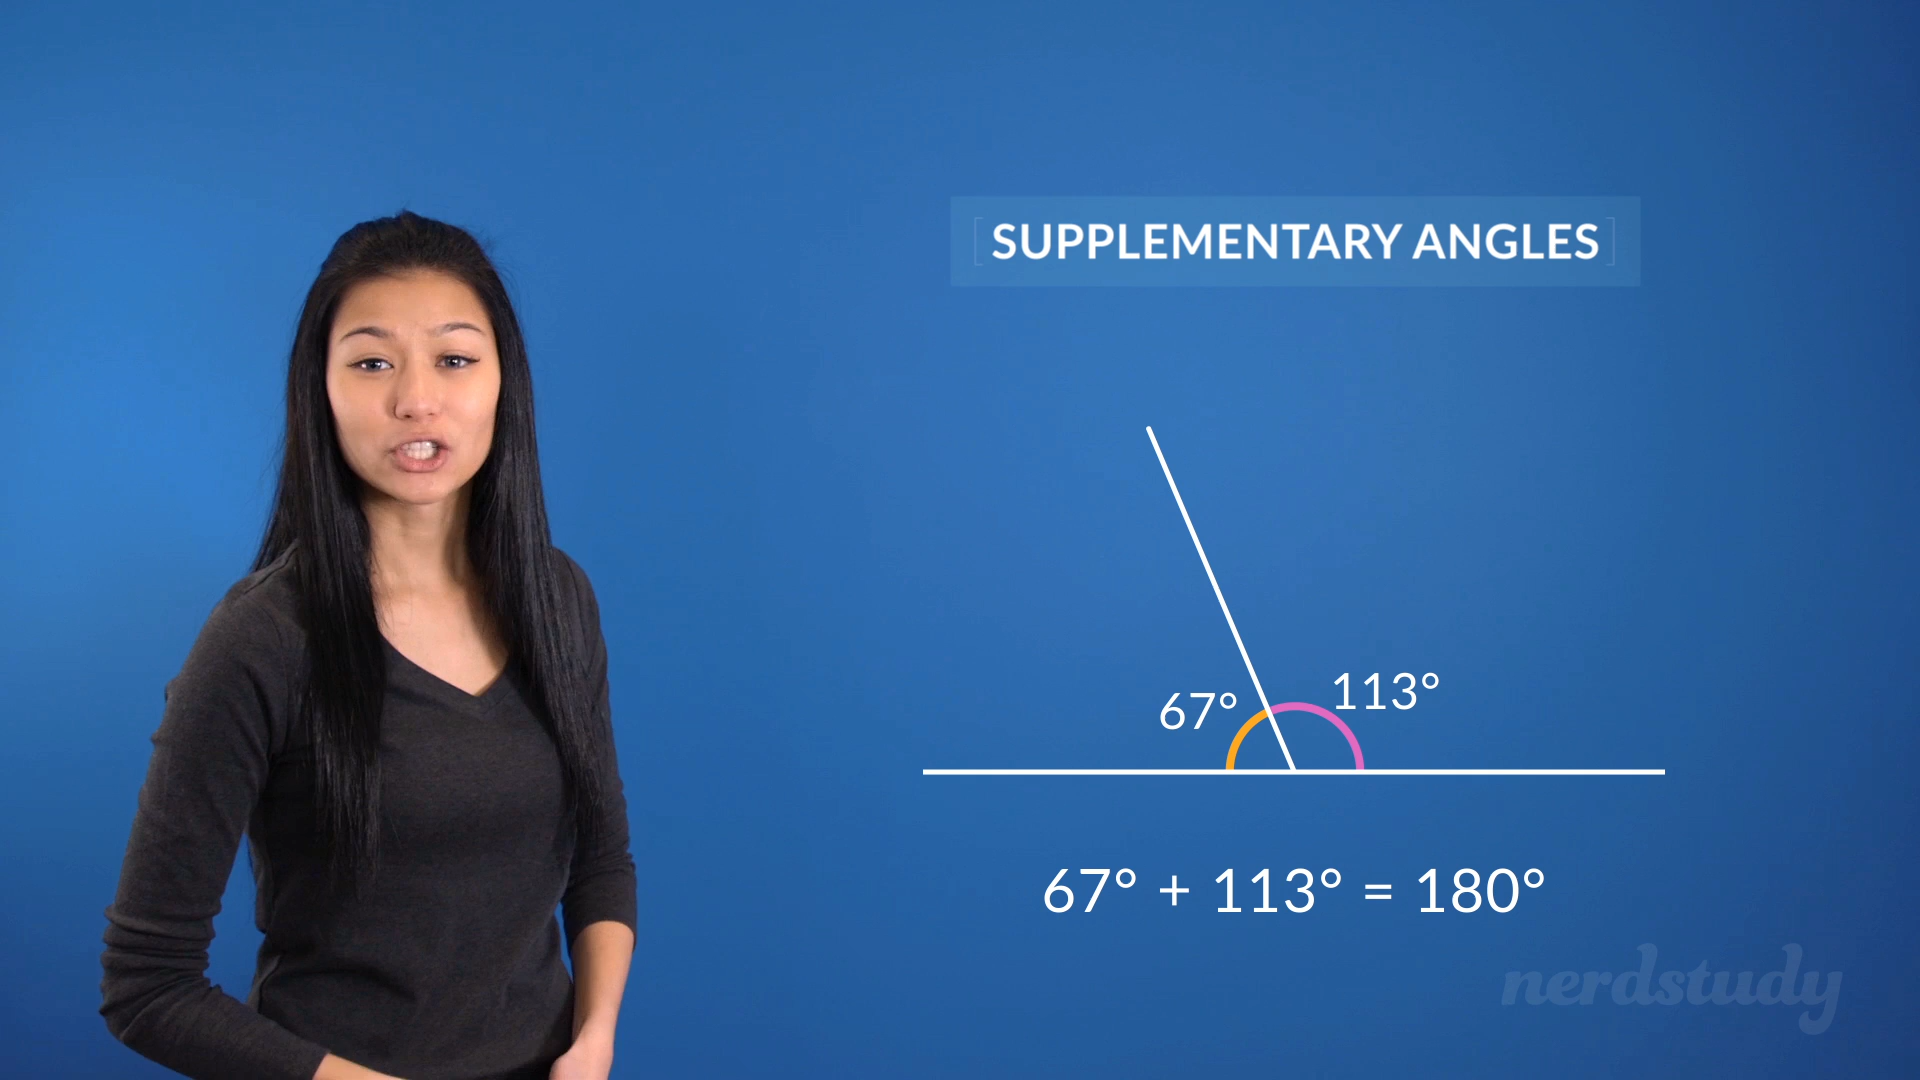 [SUPPLEMENTARY ANGLES]
67°
113°
67° + 113° = 180°
nerdstudy